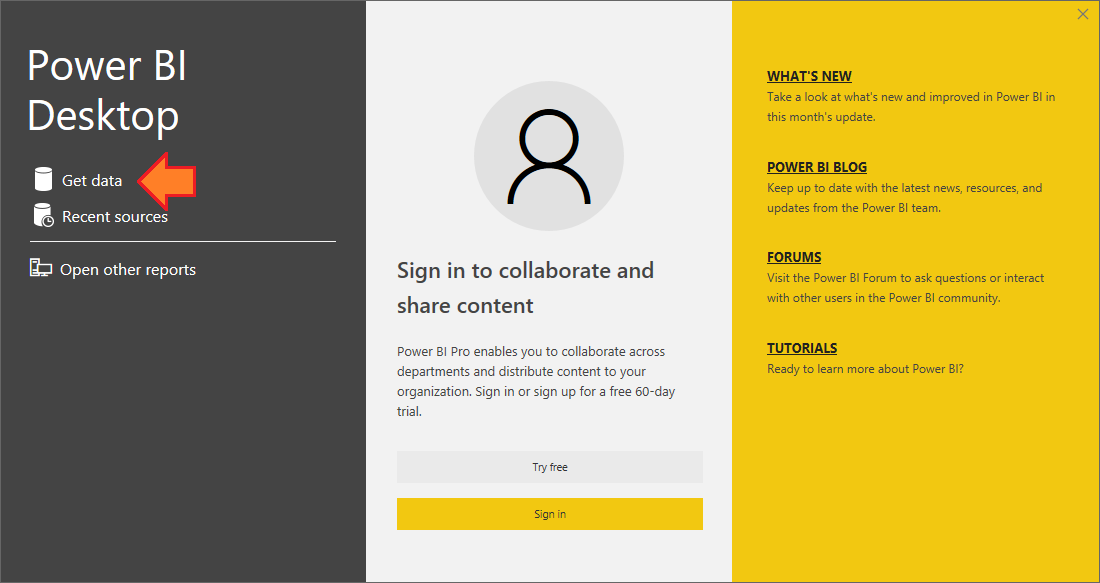 Power BI
Desktop
Get data
Recent sources
Open other reports
Sign in to collaborate and
share content
Power BI Pro enables you to collaborate across
departments and distribute content to your
organization. Sign in or sign up for a free 60-day
trial.
Try free
Sign in
WHAT'S NEW
Take a look at what's new and improved in Power BI in
this month's update.
POWER BI BLOG
Keep up to date with the latest news, resources, and
updates from the Power BI team.
FORUMS
Visit the Power BI Forum to ask questions or interact
with other users in the Power BI community.
TUTORIALS
Ready to learn more about Power BI?